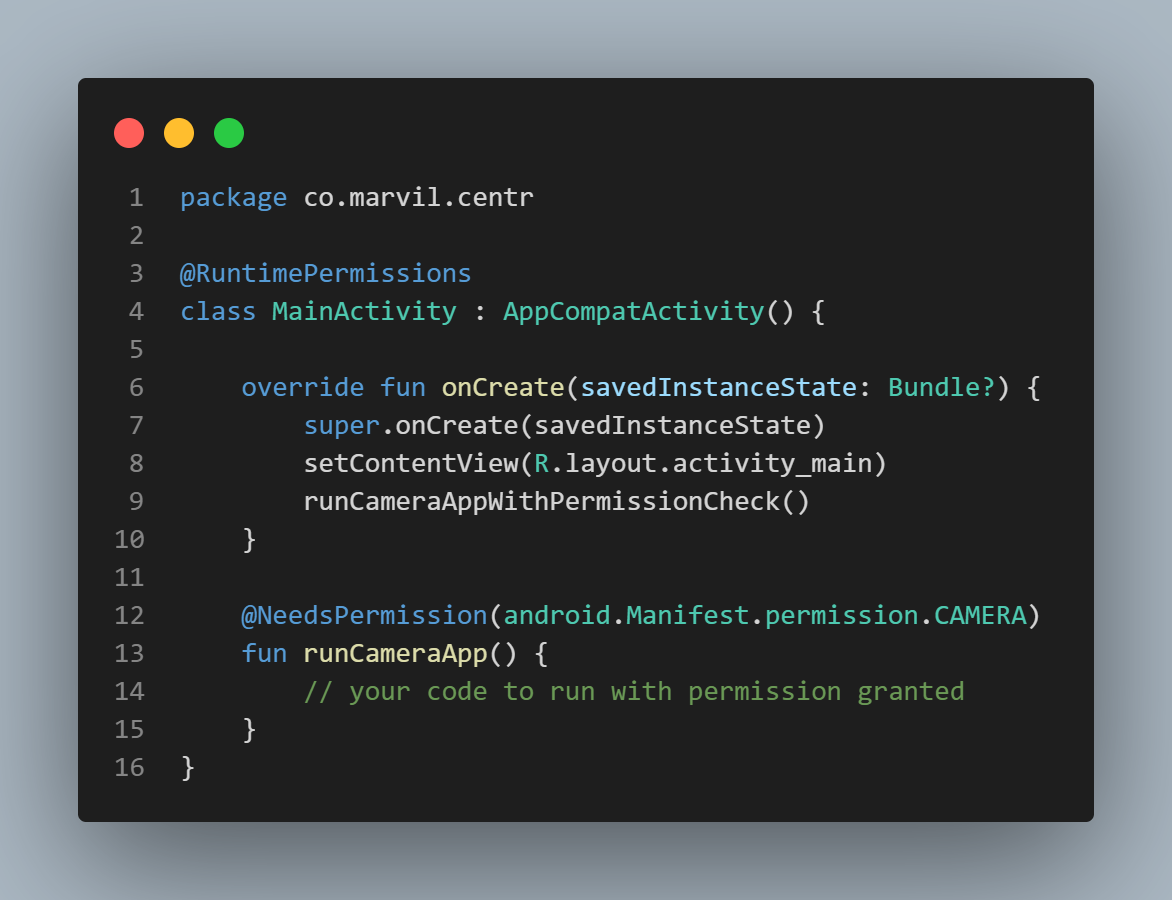 1 package co.marvil.centr
2
3 @RuntimePermissions
4 class MainActivity : AppCompatActivity() {
5
6     override fun onCreate(savedInstanceState: Bundle?) {
7         super.onCreate(savedInstanceState)
8         setContentView(R.layout.activity_main)
9         runCameraAppWithPermissionCheck()
10     }
11
12     @NeedsPermission(android.Manifest.permission.CAMERA)
13     fun runCameraApp() {
14         // your code to run with permission granted
15     }
16 }